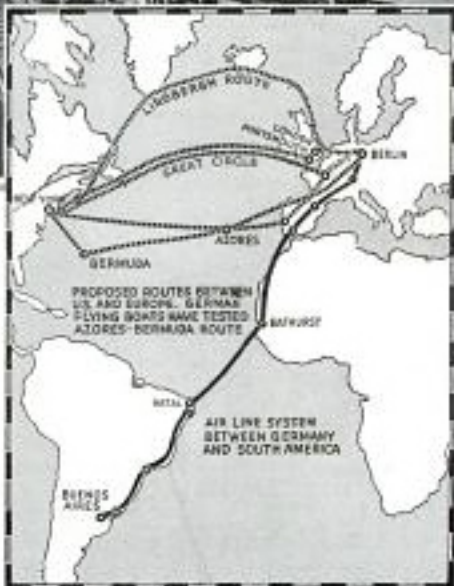 LINDBERGH ROUTE
GREAT CIRCLE
BERLIN
AZORES
BERMUDA
PROPOSED ROUTES BETWEEN
U.S. AND EUROPE. GERMAN
FLYING BOATS HAVE TESTED
AZORES-BERMUDA ROUTE
BATHURST
NATAL
AIR LINE SYSTEM
BETWEEN GERMANY
AND SOUTH AMERICA
BUENOS
AIRES